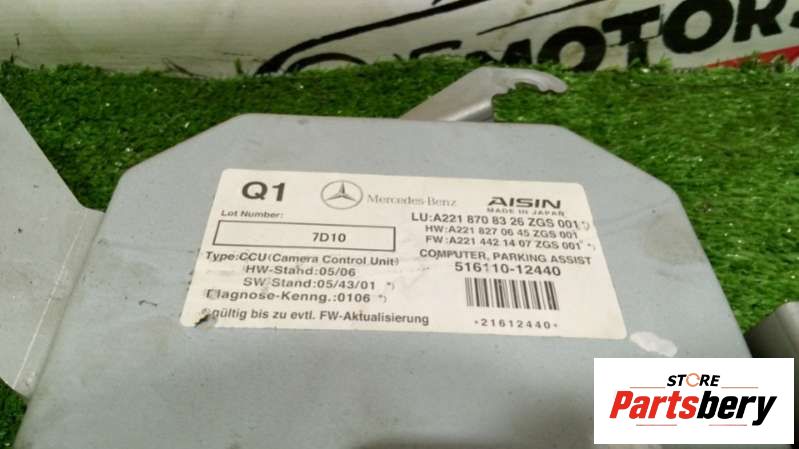 EMOTORS
Q1
Mercedes-Benz
AISIN
MADE IN JAPAN
Lot Number:
7D10
LU:A221 870 83 26 ZGS 001 *)
HW:A221 827 06 45 ZGS 001
FW:A221 442 14 07 ZGS 001 *)
Type:CCU(Camera Control Unit)
HW-Stand:05/06
SW-Stand:05/43/01 *)
Diagnose-Kenng.:0106 *)
COMPUTER, PARKING ASSIST
516110-12440
gültig bis zu evtl. FW-Aktualisierung
*21612440*
STORE
Partsbery